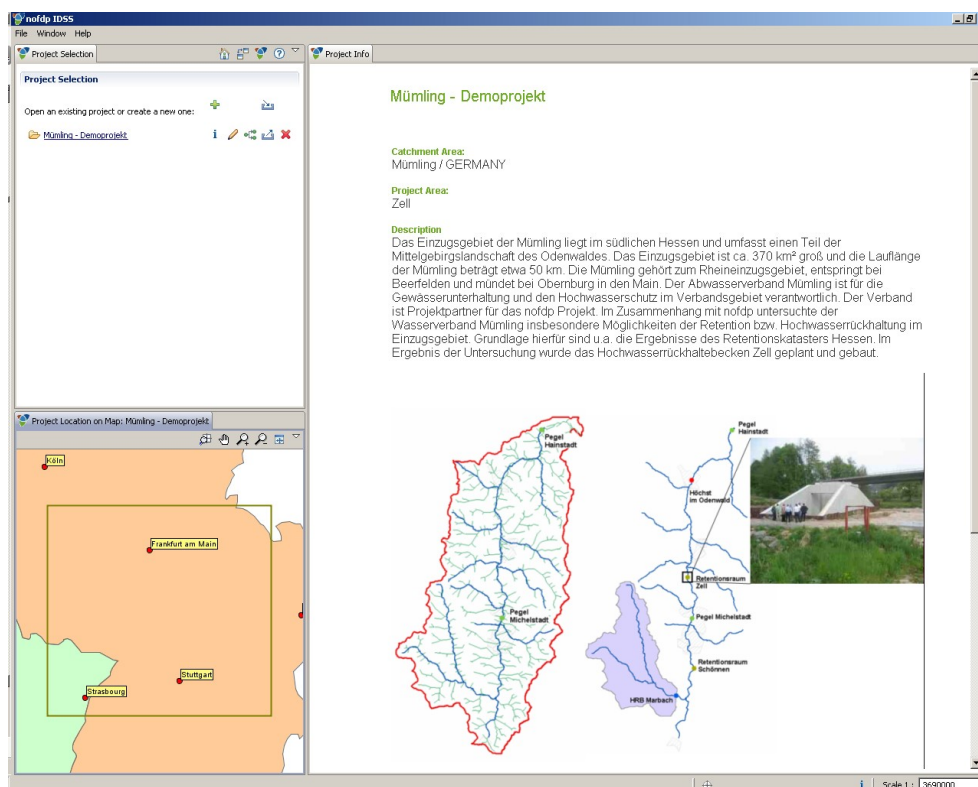 nofdp IDSS
File Window Help
Project Selection
Project Info
Project Selection
Open an existing project or create a new one:
Mümling - Demoprojekt
Mümling - Demoprojekt
Catchment Area:
Mümling / GERMANY
Project Area:
Zell
Description
Das Einzugsgebiet der Mümling liegt im südlichen Hessen und umfasst einen Teil der
Mittelgebirgslandschaft des Odenwaldes. Das Einzugsgebiet ist ca. 370 km² groß und die Lauflänge
der Mümling beträgt etwa 50 km. Die Mümling gehört zum Rheineinzugsgebiet, entspringt bei
Beerfelden und mündet bei Obernburg in den Main. Der Abwasserverband Mümling ist für die
Gewässerunterhaltung und den Hochwasserschutz im Verbandsgebiet verantwortlich. Der Verband
ist Projektpartner für das nofdp Projekt. Im Zusammenhang mit nofdp untersuchte der
Wasserverband Mümling insbesondere Möglichkeiten der Retention bzw. Hochwasserrückhaltung im
Einzugsgebiet. Grundlage hierfür sind u.a. die Ergebnisse des Retentionskatasters Hessen. Im
Ergebnis der Untersuchung wurde das Hochwasserrückhaltebecken Zell geplant und gebaut.
Project Location on Map: Mümling - Demoprojekt
Köln
Frankfurt am Main
Stuttgart
Strasbourg
Pegel
Hainstadt
Pegel
Michelstadt
Pegel
Hainstadt
Höchst
im Odenwald
Retentionsraum
Zell
Pegel Michelstadt
Retentionsraum
Schönnen
HRB Marbach
Scale 1 : 3690000